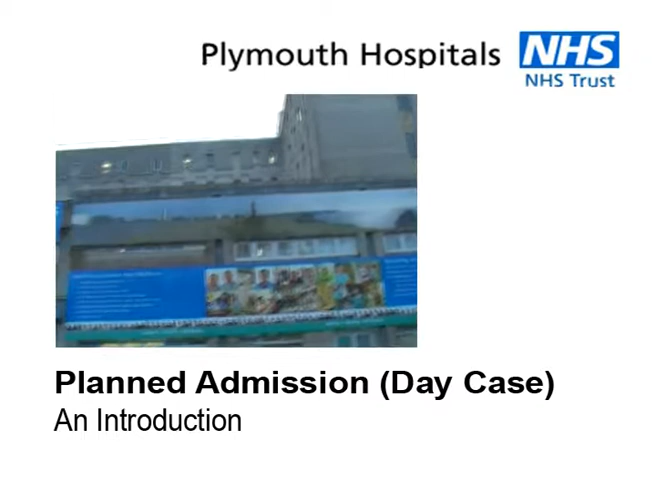 Plymouth Hospitals NHS
NHS Trust
Planned Admission (Day Case)
An Introduction